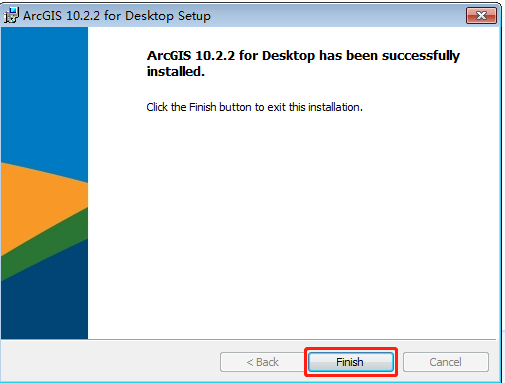 ArcGIS 10.2.2 for Desktop Setup
ArcGIS 10.2.2 for Desktop has been successfully
installed.
Click the Finish button to exit this installation.
< Back Finish Cancel